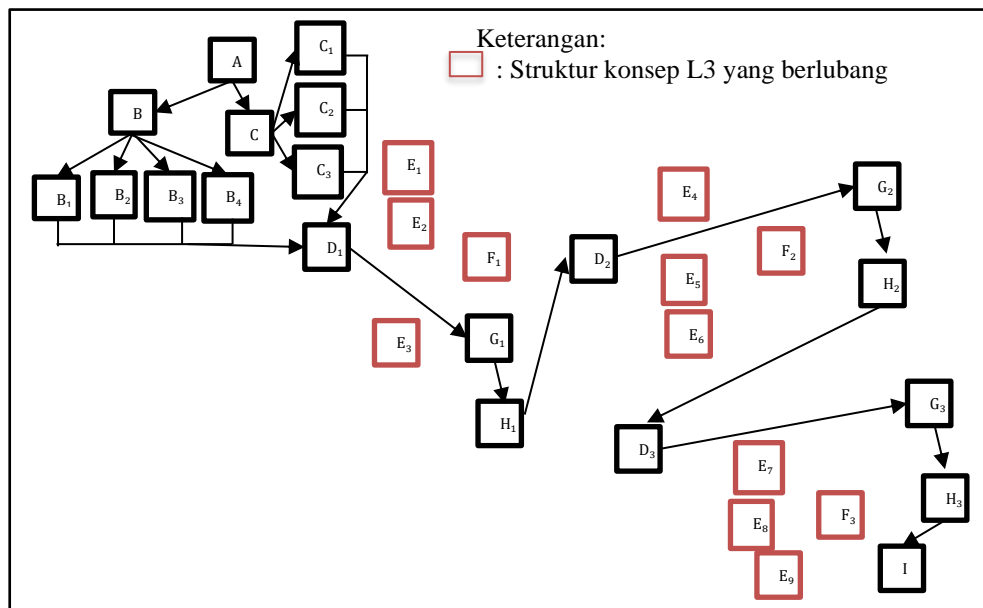 Keterangan:
: Struktur konsep L3 yang berlubang
A
C₁
B
C
C₂
C₃
B₁
B₂
B₃
B₄
D₁
E₁
E₂
F₁
E₃
G₁
H₁
D₂
E₄
E₅
E₆
F₂
G₂
H₂
D₃
G₃
E₇
E₈
E₉
F₃
H₃
I